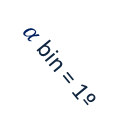 α bin = 1º